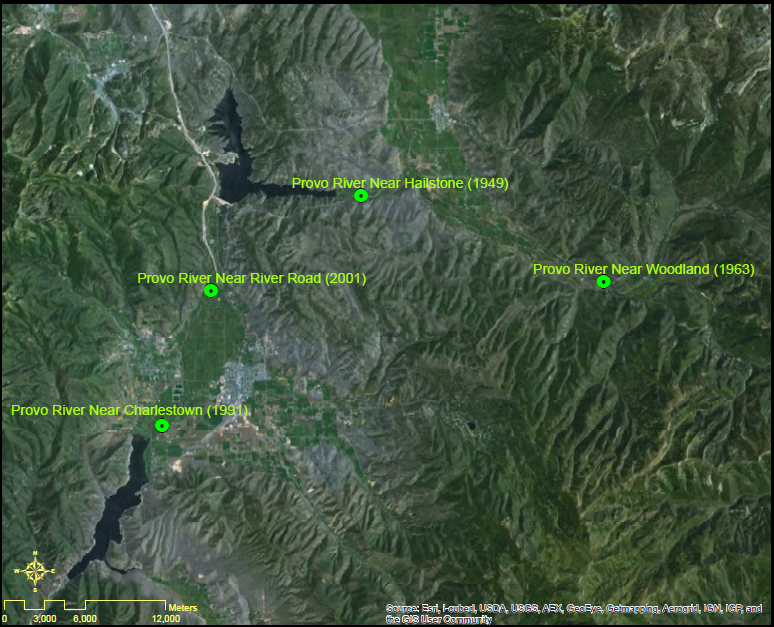 Provo River Near Hailstone (1949)
Provo River Near Woodland (1963)
Provo River Near River Road (2001)
Provo River Near Charlestown (1991)
N
W E
S
Meters
0 3,000 6,000 12,000
Source: Esri, i-cubed, USDA, USGS, AEX, GeoEye, Getmapping, Aerogrid, IGN, IGP, and
the GIS User Community